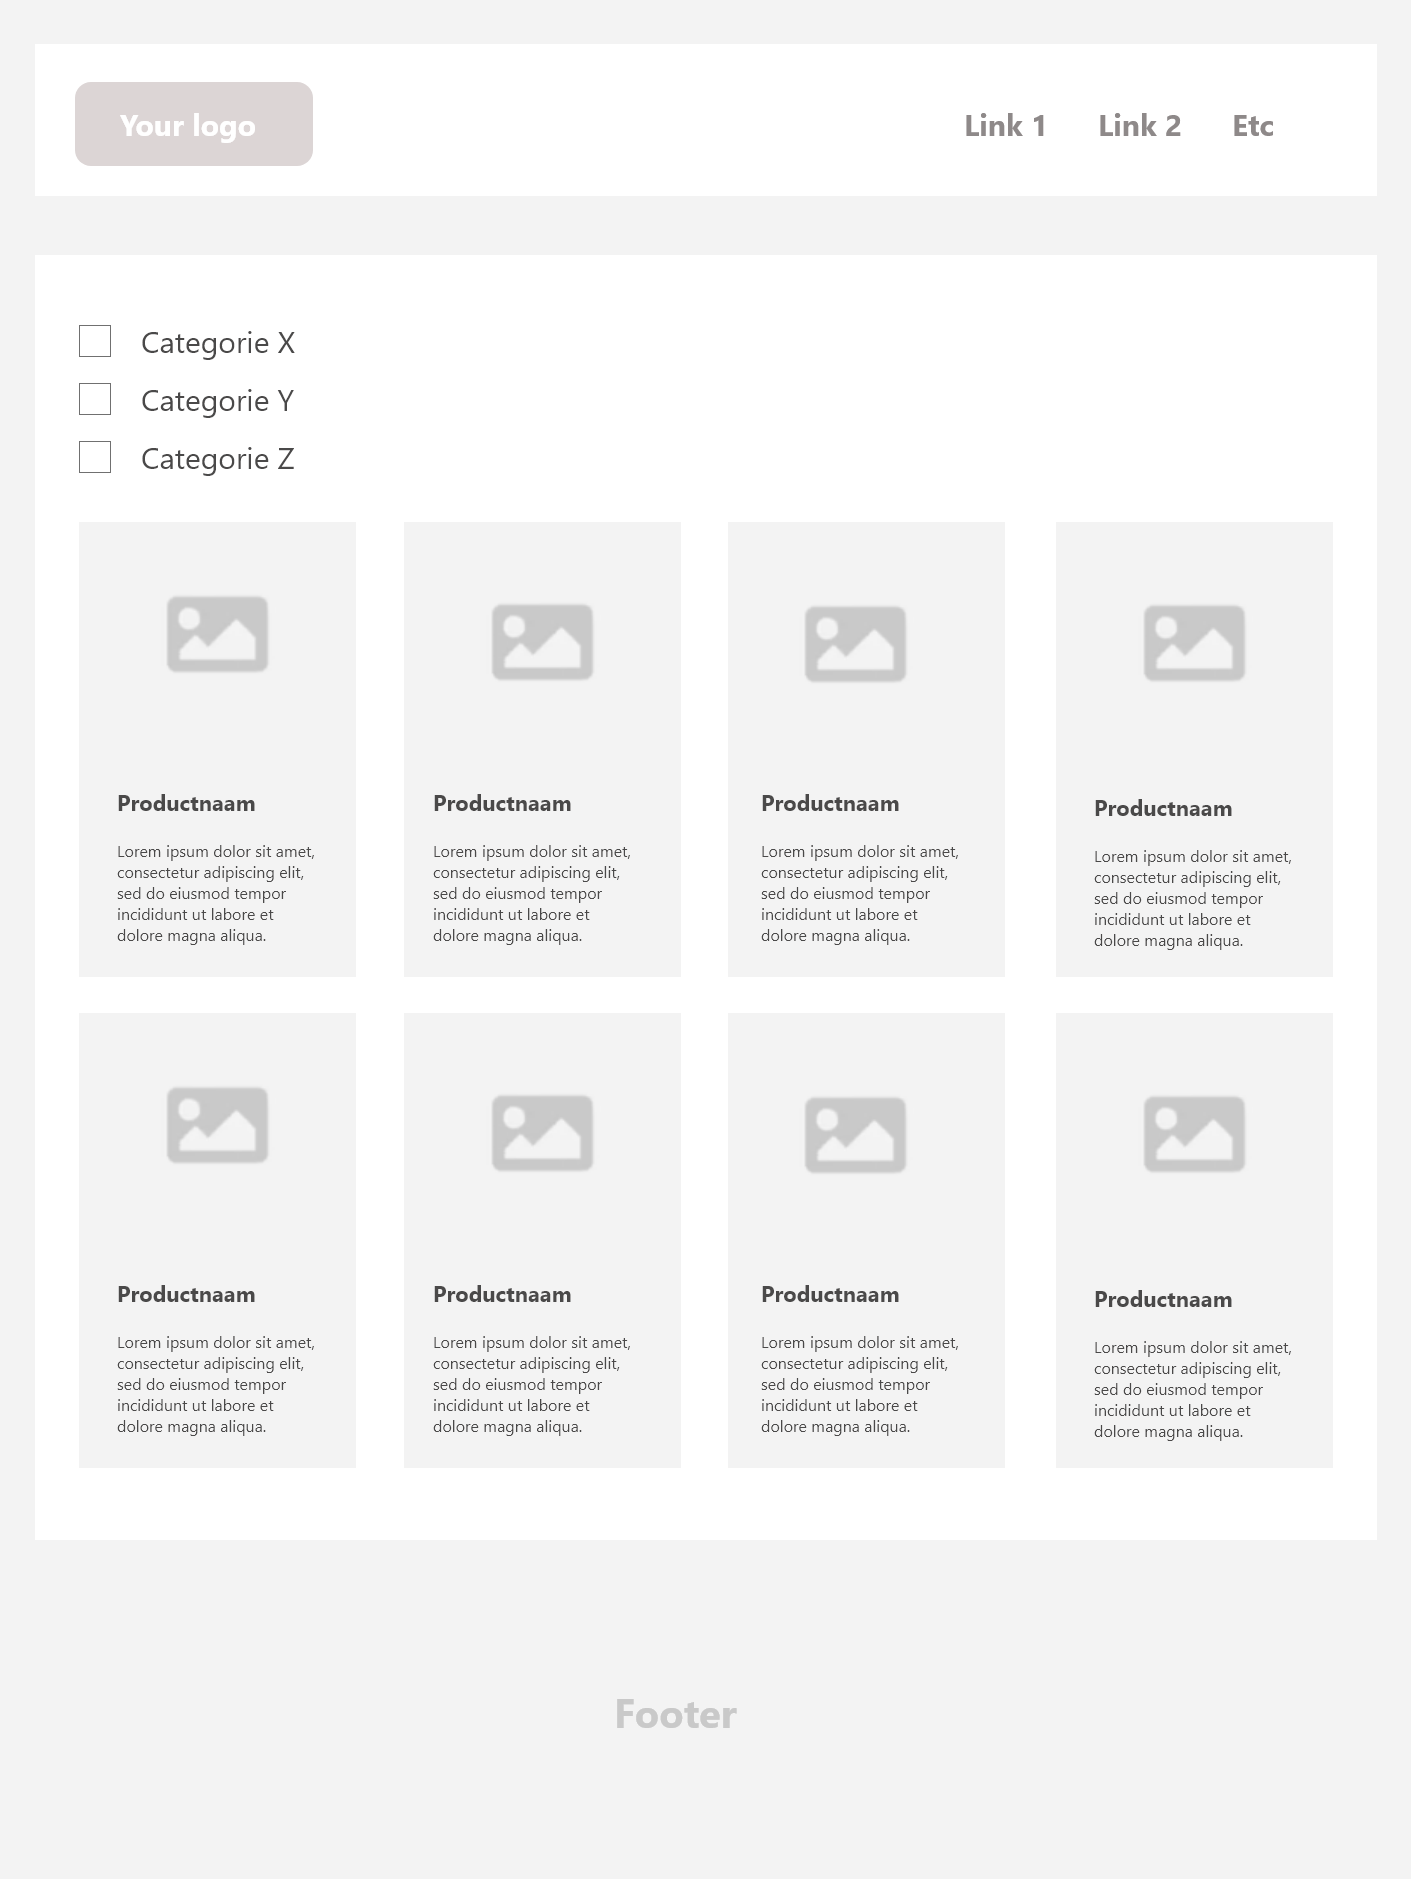 Your logo
Link 1
Link 2
Etc
Categorie X
Categorie Y
Categorie Z
Productnaam
Lorem ipsum dolor sit amet,
consectetur adipiscing elit,
sed do eiusmod tempor
incididunt ut labore et
dolore magna aliqua.
Productnaam
Lorem ipsum dolor sit amet,
consectetur adipiscing elit,
sed do eiusmod tempor
incididunt ut labore et
dolore magna aliqua.
Productnaam
Lorem ipsum dolor sit amet,
consectetur adipiscing elit,
sed do eiusmod tempor
incididunt ut labore et
dolore magna aliqua.
Productnaam
Lorem ipsum dolor sit amet,
consectetur adipiscing elit,
sed do eiusmod tempor
incididunt ut labore et
dolore magna aliqua.
Productnaam
Lorem ipsum dolor sit amet,
consectetur adipiscing elit,
sed do eiusmod tempor
incididunt ut labore et
dolore magna aliqua.
Productnaam
Lorem ipsum dolor sit amet,
consectetur adipiscing elit,
sed do eiusmod tempor
incididunt ut labore et
dolore magna aliqua.
Productnaam
Lorem ipsum dolor sit amet,
consectetur adipiscing elit,
sed do eiusmod tempor
incididunt ut labore et
dolore magna aliqua.
Productnaam
Lorem ipsum dolor sit amet,
consectetur adipiscing elit,
sed do eiusmod tempor
incididunt ut labore et
dolore magna aliqua.
Footer